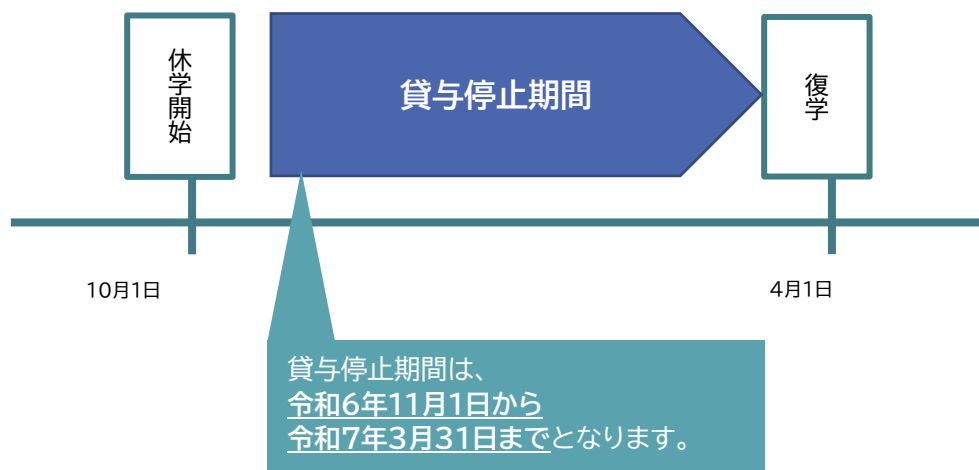 休学開始
貸与停止期間
復学
10月1日
4月1日
貸与停止期間は、
令和6年11月1日から
令和7年3月31日までとなります。